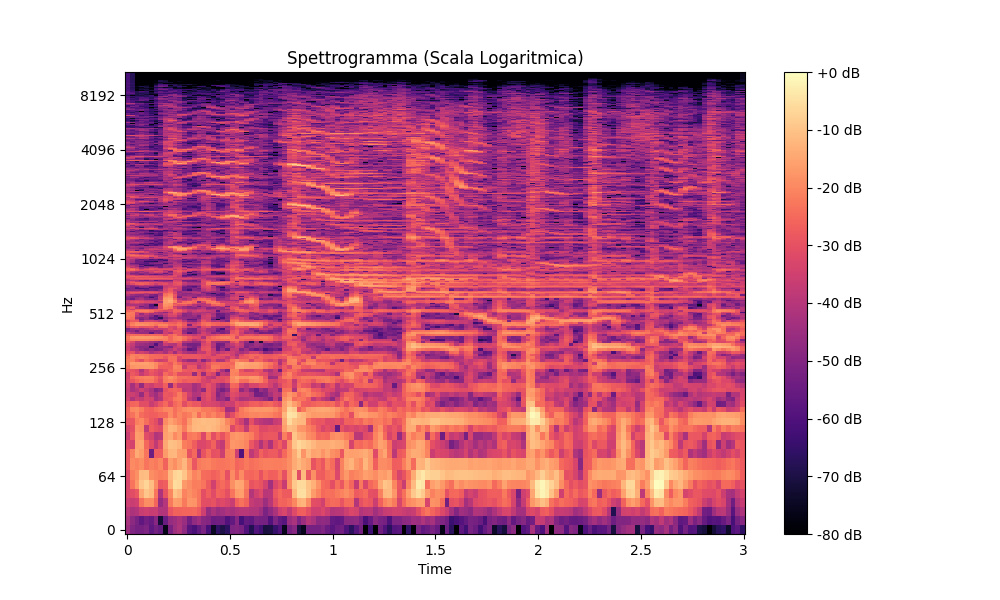 Spettrogramma (Scala Logaritmica)
8192
4096
2048
1024
512
256
128
64
0
Hz
0
0.5
1
1.5
2
2.5
3
Time
+0 dB
-10 dB
-20 dB
-30 dB
-40 dB
-50 dB
-60 dB
-70 dB
-80 dB